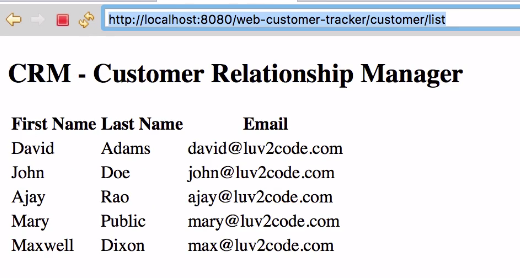 http://localhost:8080/web-customer-tracker/customer/list
CRM - Customer Relationship Manager
First Name Last Name Email
David Adams david@luv2code.com
John Doe john@luv2code.com
Ajay Rao ajay@luv2code.com
Mary Public mary@luv2code.com
Maxwell Dixon max@luv2code.com